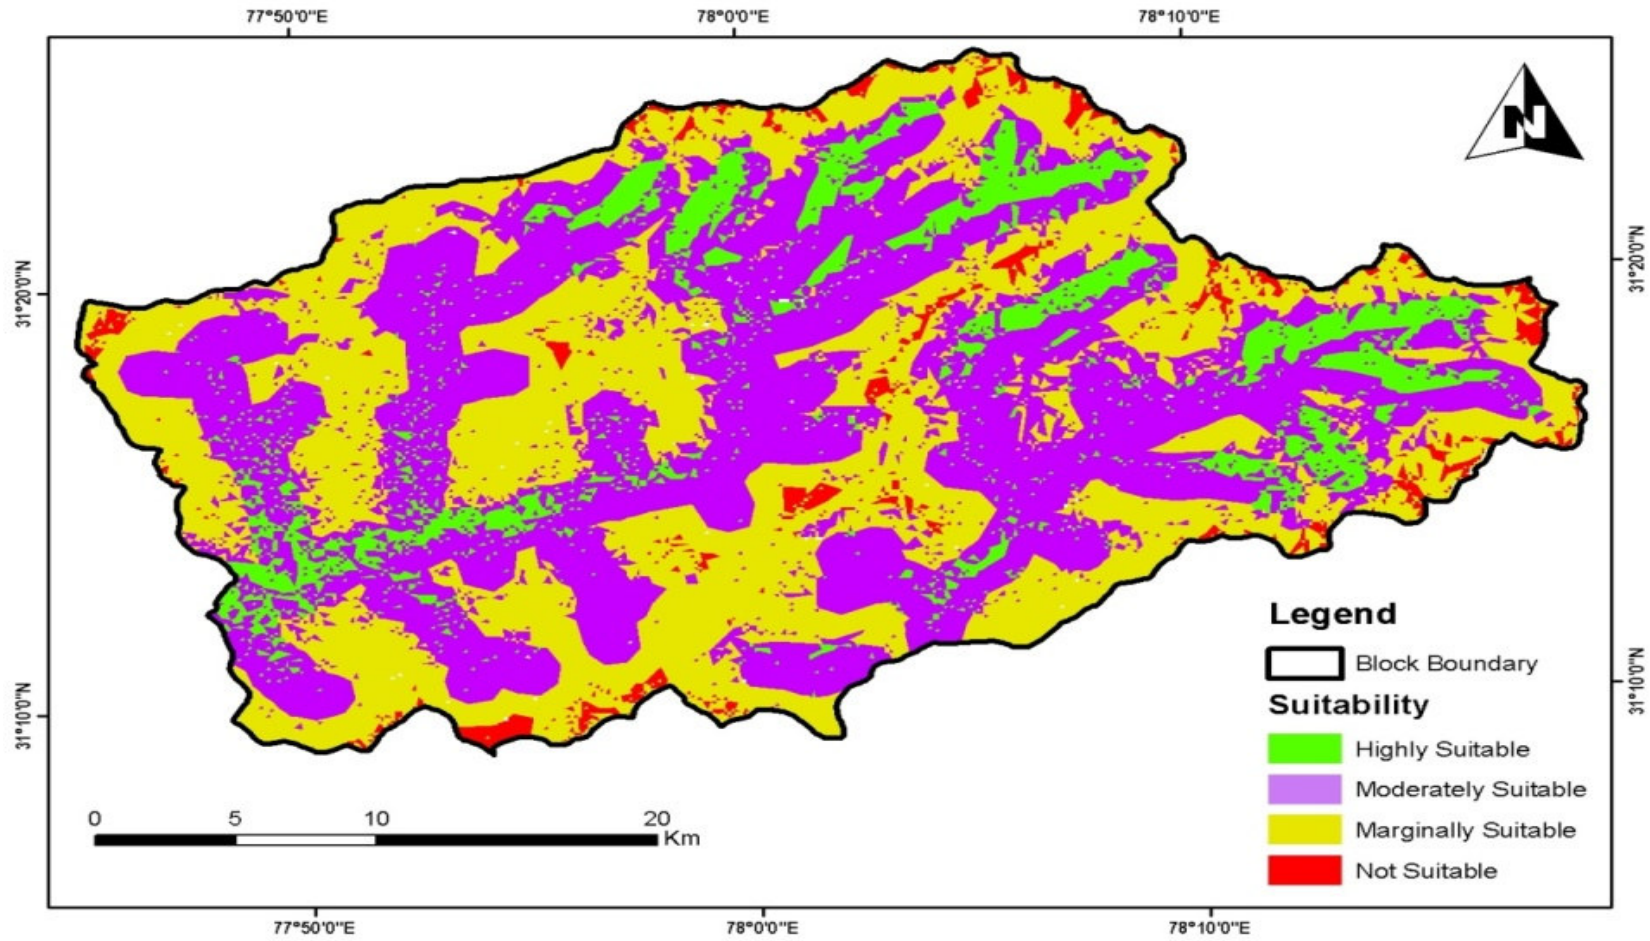 77°50'0"E 78°0'0"E 78°10'0"E
N
31°20'0"N
31°20'0"N
31°10'0"N
31°10'0"N
Legend
Block Boundary
Suitability
Highly Suitable
Moderately Suitable
Marginally Suitable
Not Suitable
0 5 10 20
Km
77°50'0"E 78°0'0"E 78°10'0"E